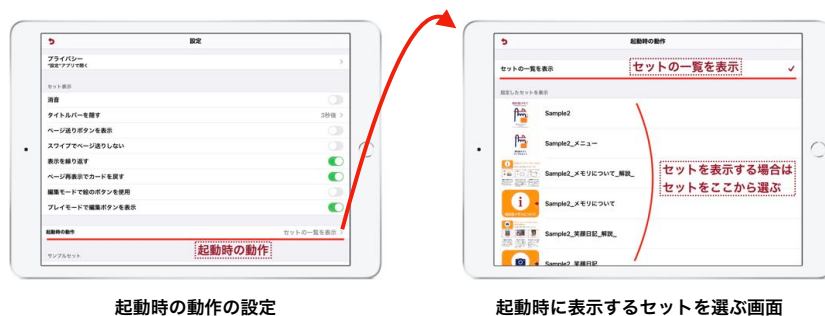 設定
プライバシー
"設定"アプリで開く
セット表示
消音
タイトルバーを隠す
3秒後
ページ送りボタンを表示
スワイプでページ送りしない
表示を繰り返す
ページ再表示でカードを戻す
編集モードで絵のボタンを使用
プレイモードで編集ボタンを表示
起動時の動作
セットの一覧を表示
起動時の動作
サンプルセット
起動時の動作の設定
起動時の動作
セットの一覧を表示
セットの一覧を表示
設定したセットを表示
Sample2
Sample2_メニュー
Sample2_メモリについて_解説_
Sample2_メモリについて
Sample2_笑顔日記_解説_
Sample2_笑顔日記
セットを表示する場合は
セットをここから選ぶ
起動時に表示するセットを選ぶ画面